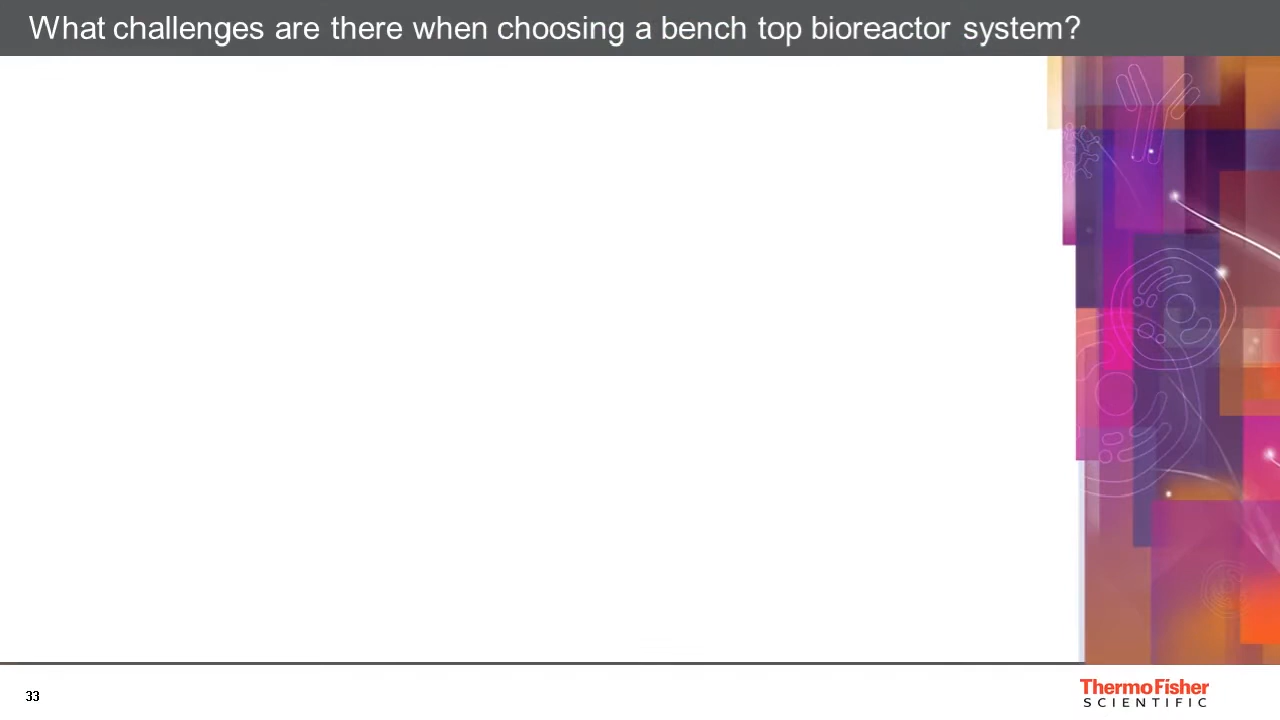 What challenges are there when choosing a bench top bioreactor system?
33
ThermoFisher
SCIENTIFIC